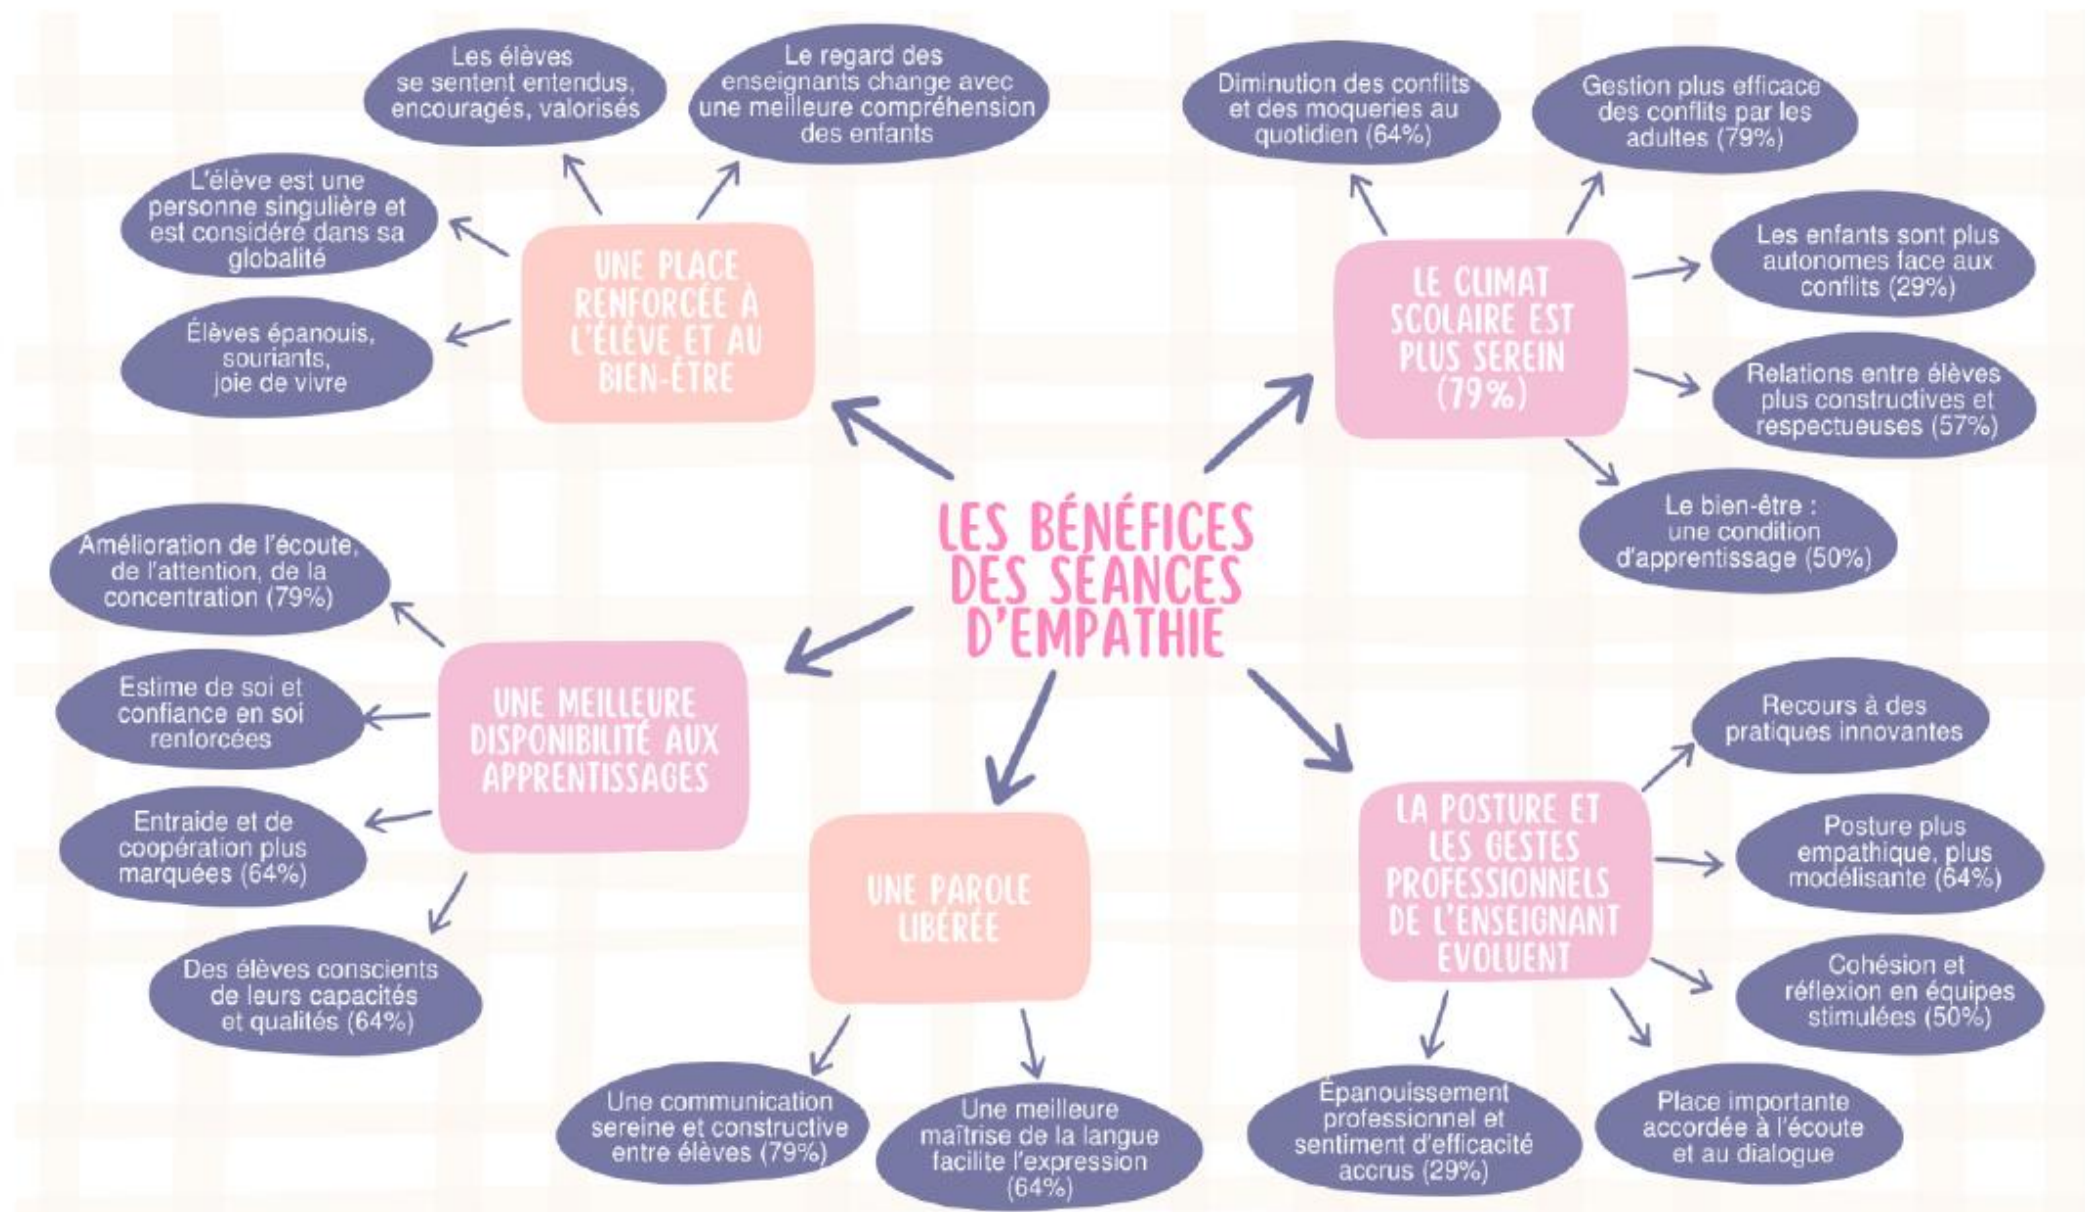 Les élèves
se sentent entendus,
encouragés, valorisés
Le regard des
enseignants change avec
une meilleure compréhension
des enfants
L'élève est une
personne singulière et
est considéré dans sa
globalité
Élèves épanouis,
souriants,
joie de vivre
UNE PLACE
RENFORCÉE À
L'ÉLÈVE ET AU
BIEN-ÊTRE
Diminution des conflits
et des moqueries au
quotidien (64%)
Gestion plus efficace
des conflits par les
adultes (79%)
Les enfants sont plus
autonomes face aux
conflits (29%)
LE CLIMAT
SCOLAIRE EST
PLUS SEREIN
(79%)
Relations entre élèves
plus constructives et
respectueuses (57%)
Le bien-être :
une condition
d'apprentissage (50%)
LES BÉNÉFICES
DES SÉANCES
D'EMPATHIE
Amélioration de l'écoute,
de l'attention, de la
concentration (79%)
Estime de soi et
confiance en soi
renforcées
UNE MEILLEURE
DISPONIBILITÉ AUX
APPRENTISSAGES
Entraide et de
coopération plus
marquées (64%)
Des élèves conscients
de leurs capacités
et qualités (64%)
UNE PAROLE
LIBÉRÉE
Une communication
sereine et constructive
entre élèves (79%)
Une meilleure
maîtrise de la langue
facilite l'expression
(64%)
LA POSTURE ET
LES GESTES
PROFESSIONNELS
DE L'ENSEIGNANT
EVOLUENT
Recours à des
pratiques innovantes
Posture plus
empathique, plus
modélisante (64%)
Cohésion et
réflexion en équipes
stimulées (50%)
Place importante
accordée à l'écoute
et au dialogue
Épanouissement
professionnel et
sentiment d'efficacité
accrus (29%)